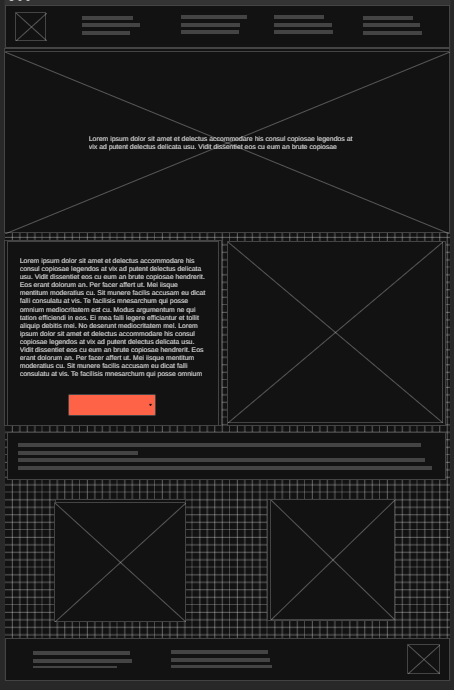 Lorem ipsum dolor sit amet et delectus accommodare his consul copiosae legendos at
vix ad putent delectus delicata usu. Vidit dissentiet eos cu eum an brute copiosae
Lorem ipsum dolor sit amet et delectus accommodare his
consul copiosae legendos at vix ad putent delectus delicata
usu. Vidit dissentiet eos cu eum an brute copiosae hendrerit.
Eos erant dolorum an. Per facer affert ut. Mei iisque
mentitum moderatius cu. Sit munere facilis accusam eu dicat
falli consulatu at vis. Te facilisis mnesarchum qui posse
omnium mediocritatem est cu. Modus argumentum ne qui
tation efficiendi in eos. Ei mea falli legere efficiantur et tollit
aliquip debitis mei. No deserunt mediocritatem mel. Lorem
ipsum dolor sit amet et delectus accommodare his consul
copiosae legendos at vix ad putent delectus delicata usu.
Vidit dissentiet eos cu eum an brute copiosae hendrerit. Eos
erant dolorum an. Per facer affert ut. Mei iisque mentitum
moderatius cu. Sit munere facilis accusam eu dicat falli
consulatu at vis. Te facilisis mnesarchum qui posse omnium